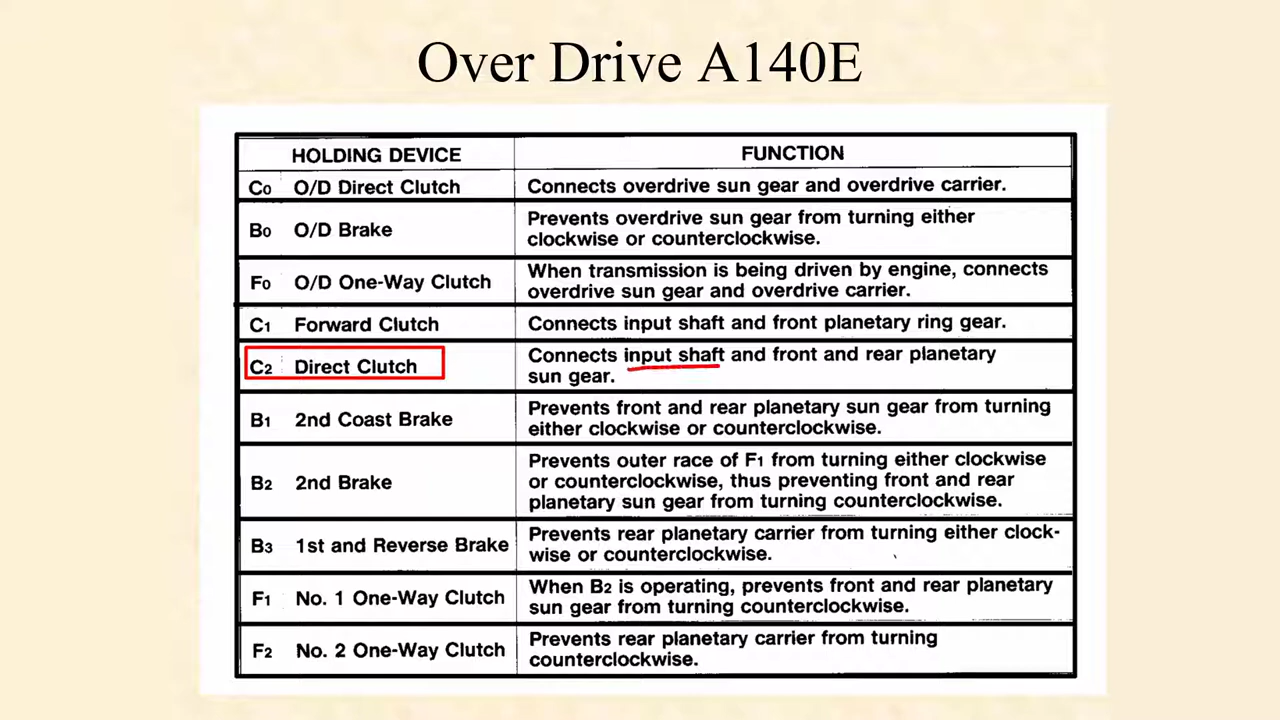 Over Drive A140E
HOLDING DEVICE FUNCTION
C0 O/D Direct Clutch Connects overdrive sun gear and overdrive carrier.
B0 O/D Brake Prevents overdrive sun gear from turning either
clockwise or counterclockwise.
F0 O/D One-Way Clutch When transmission is being driven by engine, connects
overdrive sun gear and overdrive carrier.
C1 Forward Clutch Connects input shaft and front planetary ring gear.
C2 Direct Clutch Connects input shaft and front and rear planetary
sun gear.
B1 2nd Coast Brake Prevents front and rear planetary sun gear from turning
either clockwise or counterclockwise.
B2 2nd Brake Prevents outer race of F1 from turning either clockwise
or counterclockwise, thus preventing front and rear
planetary sun gear from turning counterclockwise.
B3 1st and Reverse Brake Prevents rear planetary carrier from turning either clock-
wise or counterclockwise.
F1 No. 1 One-Way Clutch When B2 is operating, prevents front and rear planetary
sun gear from turning counterclockwise.
F2 No. 2 One-Way Clutch Prevents rear planetary carrier from turning
counterclockwise.